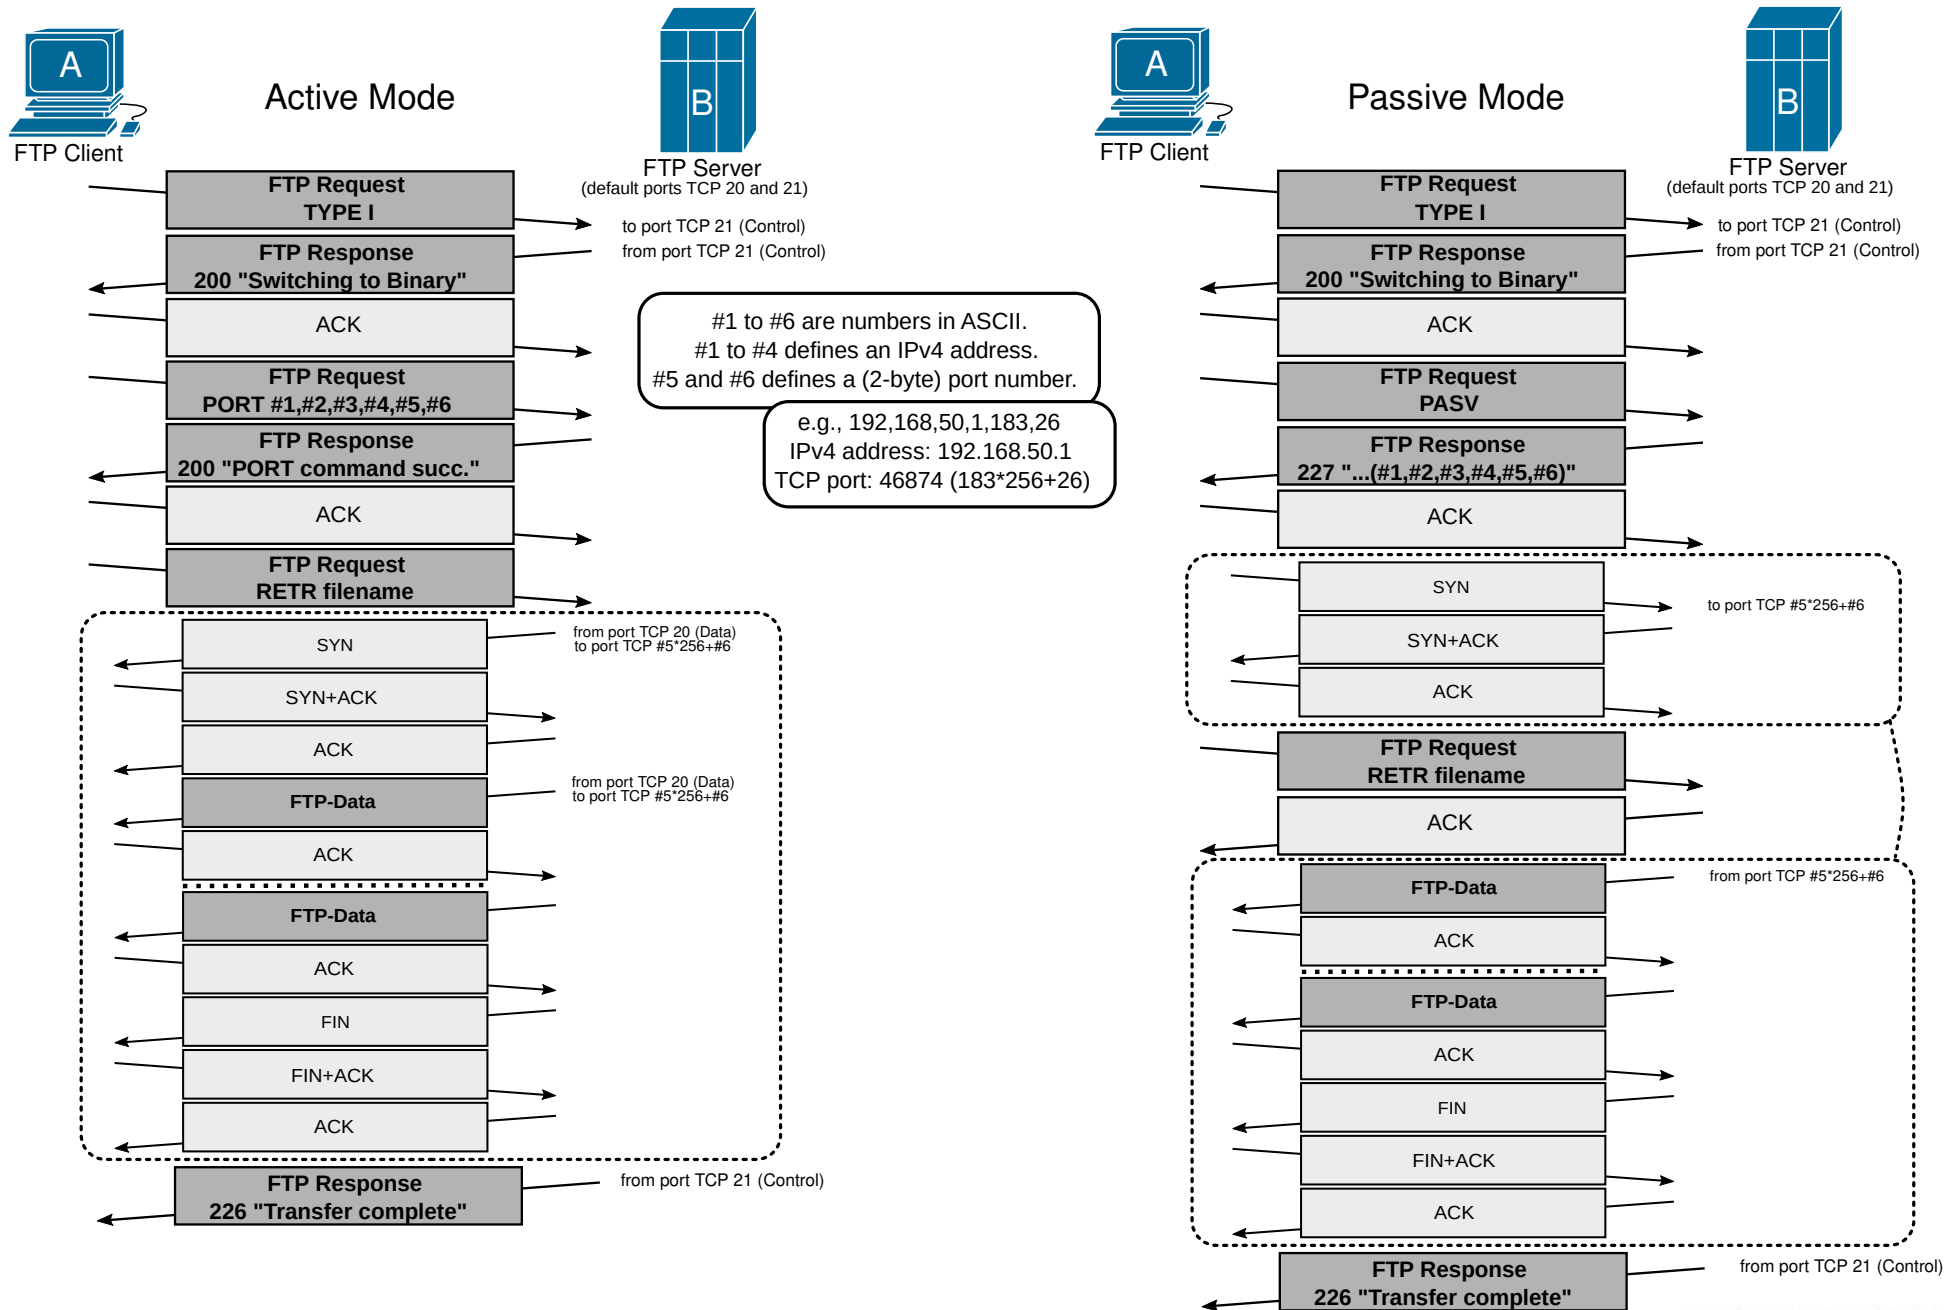 A
Active Mode
B
FTP Client
FTP Server
(default ports TCP 20 and 21)
FTP Request
TYPE I
to port TCP 21 (Control)
FTP Response
200 "Switching to Binary"
from port TCP 21 (Control)
ACK
FTP Request
PORT #1,#2,#3,#4,#5,#6
FTP Response
200 "PORT command succ."
ACK
FTP Request
RETR filename
SYN
from port TCP 20 (Data)
to port TCP #5*256+#6
SYN+ACK
ACK
FTP-Data
from port TCP 20 (Data)
to port TCP #5*256+#6
ACK
FTP-Data
ACK
FIN
FIN+ACK
ACK
FTP Response
226 "Transfer complete"
from port TCP 21 (Control)
#1 to #6 are numbers in ASCII.
#1 to #4 defines an IPv4 address.
#5 and #6 defines a (2-byte) port number.
e.g., 192,168,50,1,183,26
IPv4 address: 192.168.50.1
TCP port: 46874 (183*256+26)
A
Passive Mode
B
FTP Client
FTP Server
(default ports TCP 20 and 21)
FTP Request
TYPE I
to port TCP 21 (Control)
FTP Response
200 "Switching to Binary"
from port TCP 21 (Control)
ACK
FTP Request
PASV
FTP Response
227 "...(#1,#2,#3,#4,#5,#6)"
ACK
SYN
to port TCP #5*256+#6
SYN+ACK
ACK
FTP Request
RETR filename
ACK
FTP-Data
from port TCP #5*256+#6
ACK
FTP-Data
ACK
FIN
FIN+ACK
ACK
FTP Response
226 "Transfer complete"
from port TCP 21 (Control)